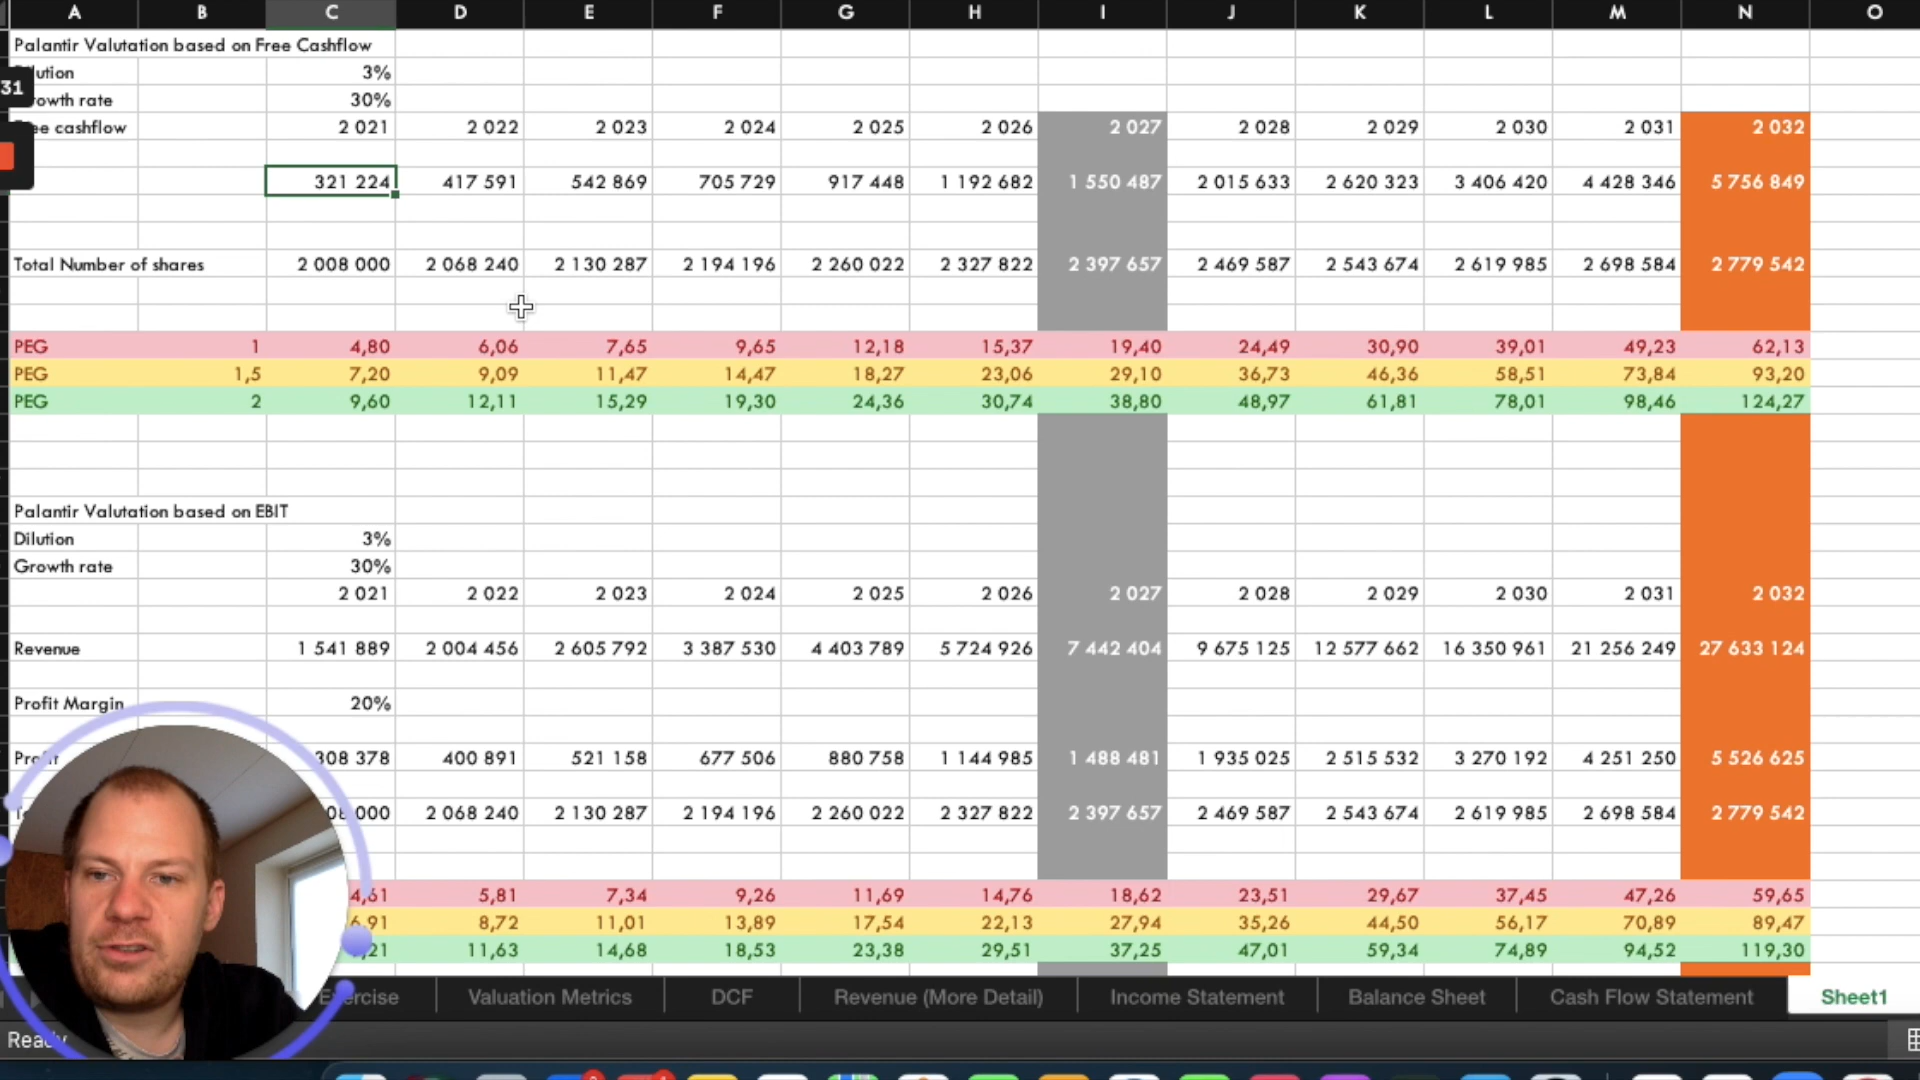 A B C D E F G H I J K L M N O
Palantir Valutation based on Free Cashflow
lution 3%
31
owth rate 30%
ee cashflow 2 021 2 022 2 023 2 024 2 025 2 026 2 027 2 028 2 029 2 030 2 031 2 032
321 224 417 591 542 869 705 729 917 448 1 192 682 1 550 487 2 015 633 2 620 323 3 406 420 4 428 346 5 756 849
Total Number of shares 2 008 000 2 068 240 2 130 287 2 194 196 2 260 022 2 327 822 2 397 657 2 469 587 2 543 674 2 619 985 2 698 584 2 779 542
PEG 1 4,80 6,06 7,65 9,65 12,18 15,37 19,40 24,49 30,90 39,01 49,23 62,13
PEG 1,5 7,20 9,09 11,47 14,47 18,27 23,06 29,10 36,73 46,36 58,51 73,84 93,20
PEG 2 9,60 12,11 15,29 19,30 24,36 30,74 38,80 48,97 61,81 78,01 98,46 124,27
Palantir Valutation based on EBIT
Dilution 3%
Growth rate 30%
2 021 2 022 2 023 2 024 2 025 2 026 2 027 2 028 2 029 2 030 2 031 2 032
Revenue 1 541 889 2 004 456 2 605 792 3 387 530 4 403 789 5 724 926 7 442 404 9 675 125 12 577 662 16 350 961 21 256 249 27 633 124
Profit Margin 20%
308 378 400 891 521 158 677 506 880 758 1 144 985 1 488 481 1 935 025 2 515 532 3 270 192 4 251 250 5 526 625
000 2 068 240 2 130 287 2 194 196 2 260 022 2 327 822 2 397 657 2 469 587 2 543 674 2 619 985 2 698 584 2 779 542
4,61 5,81 7,34 9,26 11,69 14,76 18,62 23,51 29,67 37,45 47,26 59,65
6,91 8,72 11,01 13,89 17,54 22,13 27,94 35,26 44,50 56,17 70,89 89,47
,21 11,63 14,68 18,53 23,38 29,51 37,25 47,01 59,34 74,89 94,52 119,30
Valuation Metrics DCF Revenue (More Detail) Income Statement Balance Sheet Cash Flow Statement Sheet1
Ready